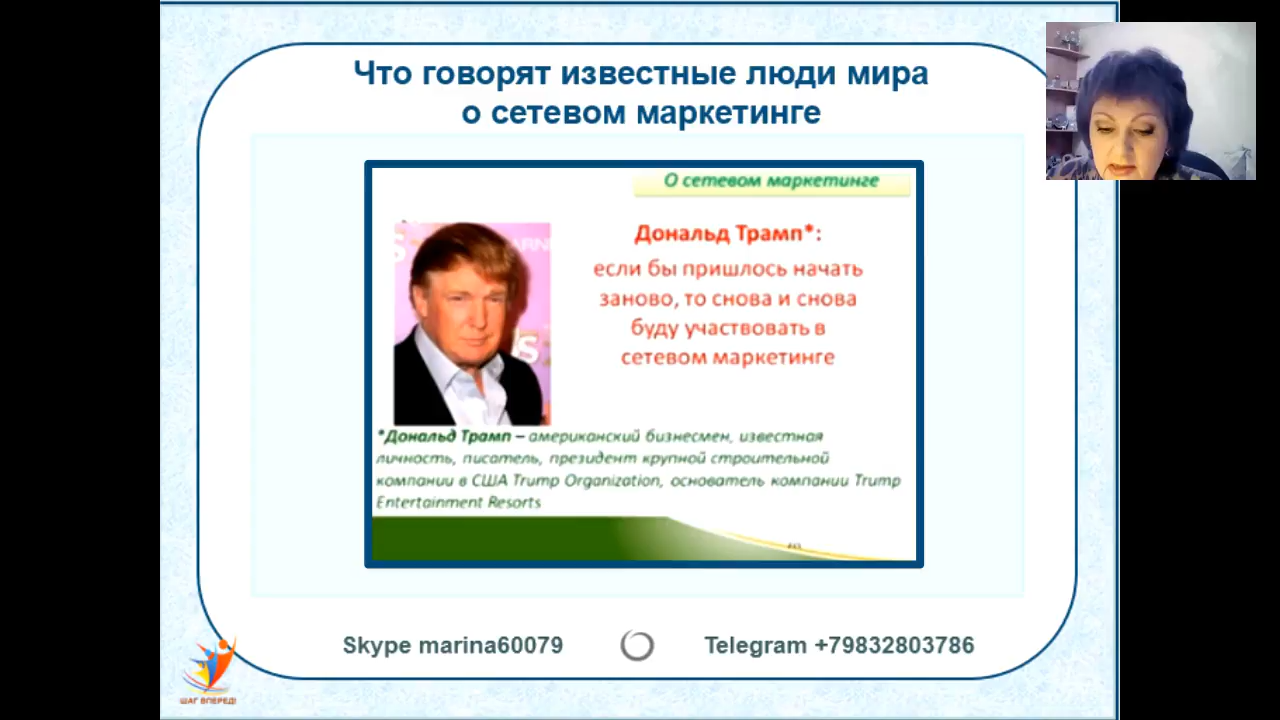 Что говорят известные люди мира
о сетевом маркетинге
О сетевом маркетинге
Дональд Трамп*:
если бы пришлось начать
заново, то снова и снова
буду участвовать в
сетевом маркетинге
*Дональд Трамп – американский бизнесмен, известная
личность, писатель, президент крупной строительной
компании в США Trump Organization, основатель компании Trump
Entertainment Resorts
Skype marina60079
Telegram +79832803786
ШАГ ВПЕРЕД!